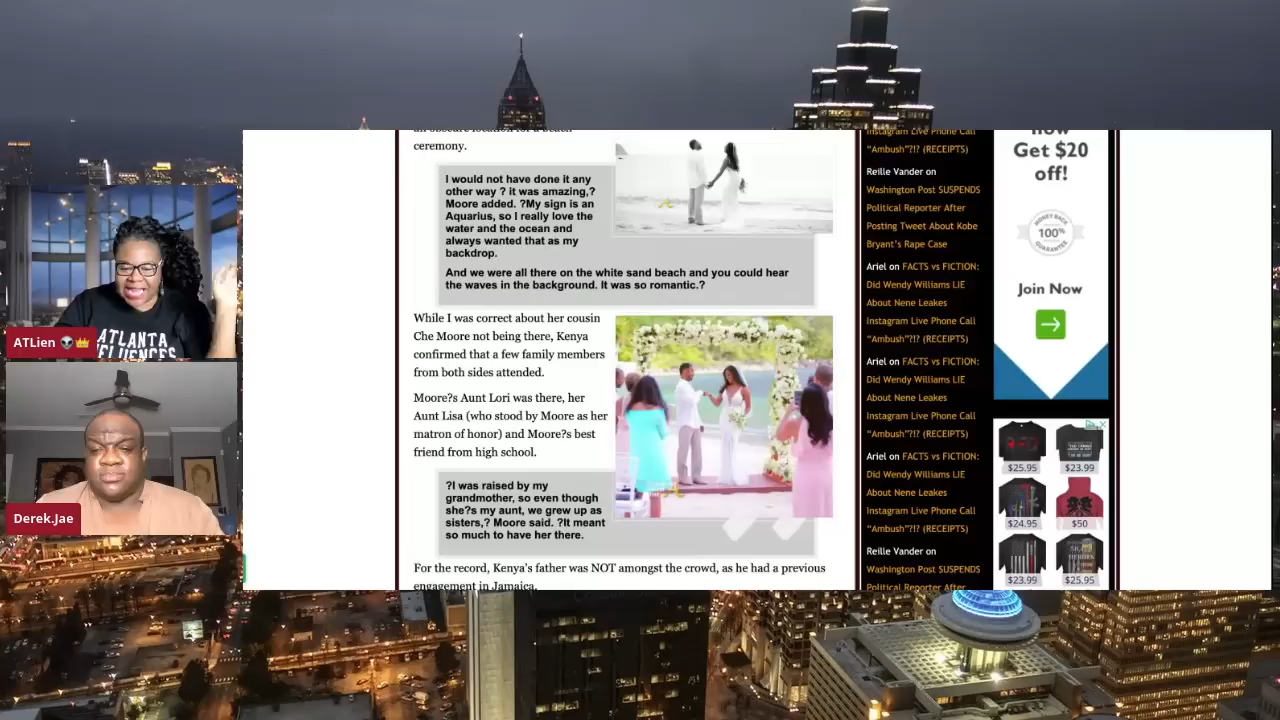 ATLien
ATLANTA
Derek.Jae
ceremony.
I would not have done it any
other way ? it was amazing,?
Moore added. ?My sign is an
Aquarius, so I really love the
water and the ocean and
always wanted that as my
backdrop.
And we were all there on the white sand beach and you could hear
the waves in the background. It was so romantic.?
While I was correct about her cousin
Che Moore not being there, Kenya
confirmed that a few family members
from both sides attended.
Moore?s Aunt Lori was there, her
Aunt Lisa (who stood by Moore as her
matron of honor) and Moore?s best
friend from high school.
?I was raised by my
grandmother, so even though
she?s my aunt, we grew up as
sisters,? Moore said. ?It meant
so much to have her there.
For the record, Kenya's father was NOT amongst the crowd, as he had a previous
engagement in Jamaica.
Instagram Live Phone Call
“Ambush”?!? (RECEIPTS)
Reille Vander on
Washington Post SUSPENDS
Political Reporter After
Posting Tweet About Kobe
Bryant's Rape Case
Ariel on FACTS vs FICTION:
Did Wendy Williams LIE
About Nene Leakes
Instagram Live Phone Call
“Ambush”?!? (RECEIPTS)
Ariel on FACTS vs FICTION:
Did Wendy Williams LIE
About Nene Leakes
Instagram Live Phone Call
“Ambush”?!? (RECEIPTS)
Ariel on FACTS vs FICTION:
Did Wendy Williams LIE
About Nene Leakes
Instagram Live Phone Call
“Ambush”?!? (RECEIPTS)
Reille Vander on
Washington Post SUSPENDS
Political Reporter After
now
Get $20
off!
MONEY BACK
100%
GUARANTEE
Join Now
$25.95
$23.99
$24.95
$50
$23.99
$25.95